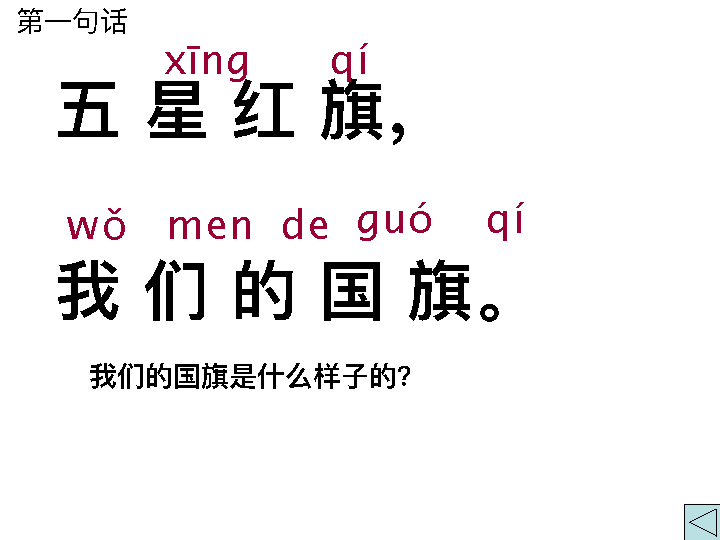 第一句话
xīng qí
五 星 红 旗，
wǒ men de guó qí
我 们 的 国 旗。
我们的国旗是什么样子的?